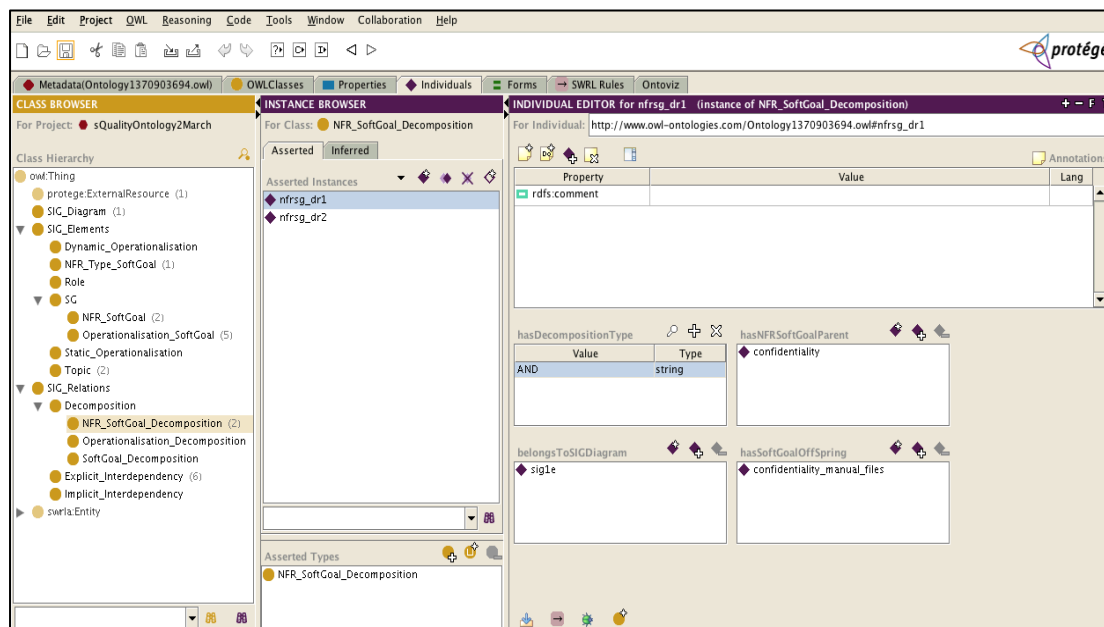 File Edit Project OWL Reasoning Code Tools Window Collaboration Help
protégé
Metadata(Ontology1370903694.owl) OWLClasses Properties Individuals Forms SWRL Rules Ontoviz
CLASS BROWSER
For Project: sQualityOntology2March
Class Hierarchy
owl:Thing
protege:ExternalResource (1)
SIG_Diagram (1)
SIG_Elements
Dynamic_Operationalisation
NFR_Type_SoftGoal (1)
Role
SG
NFR_SoftGoal (2)
Operationalisation_SoftGoal (5)
Static_Operationalisation
Topic (2)
SIG_Relations
Decomposition
NFR_SoftGoal_Decomposition (2)
Operationalisation_Decomposition
SoftGoal_Decomposition
Explicit_Interdependency (6)
Implicit_Interdependency
swrla:Entity
INSTANCE BROWSER
For Class: NFR_SoftGoal_Decomposition
Asserted Inferred
Asserted Instances
nfrsg_dr1
nfrsg_dr2
Asserted Types
NFR_SoftGoal_Decomposition
INDIVIDUAL EDITOR for nfrsg_dr1 (instance of NFR_SoftGoal_Decomposition) + - F
For Individual: http://www.owl-ontologies.com/Ontology1370903694.owl#nfrsg_dr1
Annotation
Property Value Lang
rdfs:comment
hasDecompositionType
Value Type
AND string
hasNFRSoftGoalParent
confidentiality
belongsToSIGDiagram
sig1e
hasSoftGoalOffSpring
confidentiality_manual_files